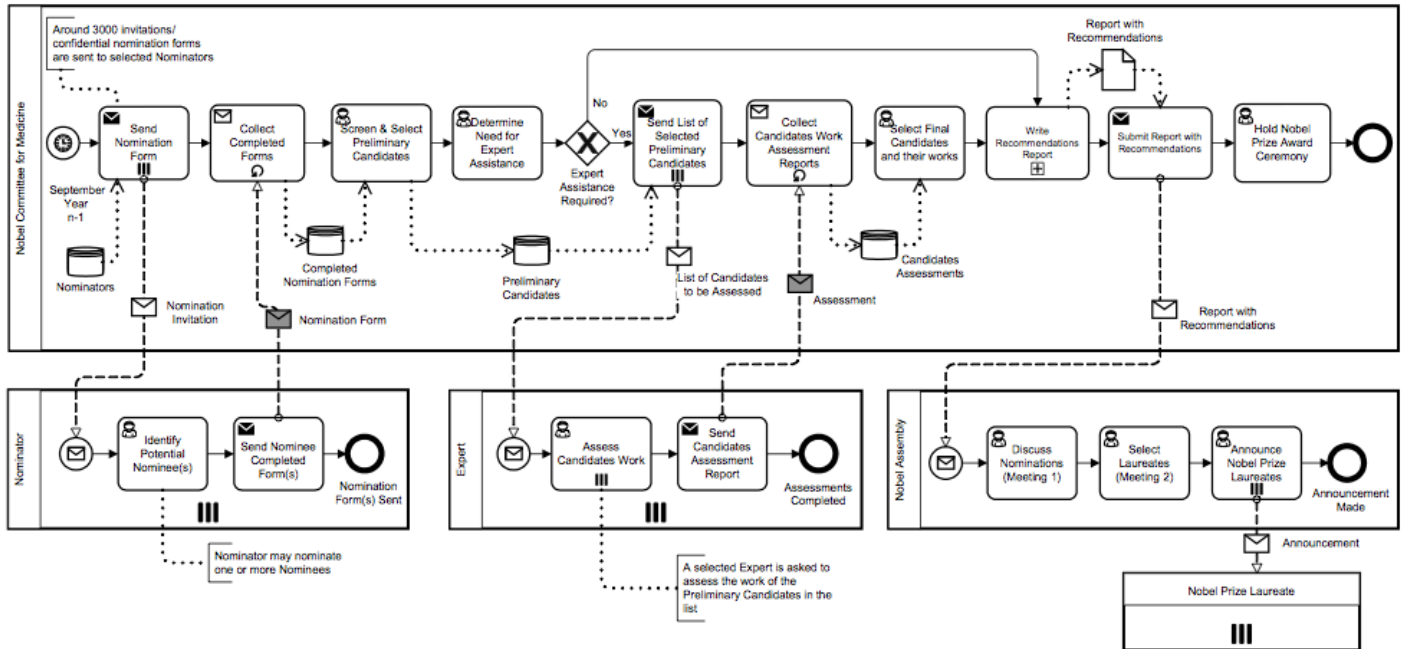 Nobel Committee for Medicine
Around 3000 invitations/
confidential nomination forms
are sent to selected Nominators
September
Year
n-1
Send
Nomination
Form
Collect
Completed
Forms
Screen & Select
Preliminary
Candidates
Determine
Need for
Expert
Assistance
No
Yes
Expert
Assistance
Required?
Send List of
Selected
Preliminary
Candidates
Collect
Candidates Work
Assessment
Reports
Select Final
Candidates
and their works
Write
Recommendations
Report
Report with
Recommendations
Submit Report with
Recommendations
Hold Nobel
Prize Award
Ceremony
Nominators
Completed
Nomination Forms
Preliminary
Candidates
Candidates
Assessments
Nomination
Invitation
Nomination Form
List of Candidates
to be Assessed
Assessment
Report with
Recommendations
Nominator
Identify
Potential
Nominee(s)
Send Nominee
Completed
Form(s)
Nomination
Form(s) Sent
Nominator may nominate
one or more Nominees
Expert
Assess
Candidates Work
Send
Candidates
Assessment
Report
Assessments
Completed
A selected Expert is asked to
assess the work of the
Preliminary Candidates in the
list
Nobel Assembly
Discuss
Nominations
(Meeting 1)
Select
Laureates
(Meeting 2)
Announce
Nobel Prize
Laureates
Announcement
Made
Announcement
Nobel Prize Laureate